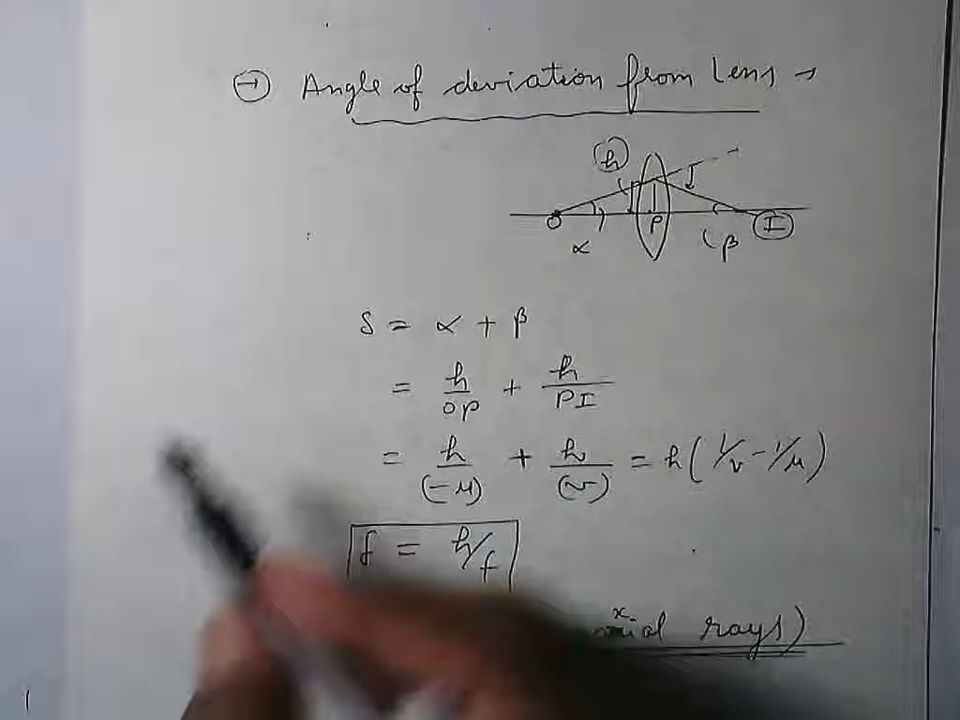 → Angle of deviation from Lens →
(h)
O P I
α β
δ = α + β
= h/OP + h/PI
= h/(-u) + h/(v) = h(1/v - 1/u)
δ = h/f
rays)